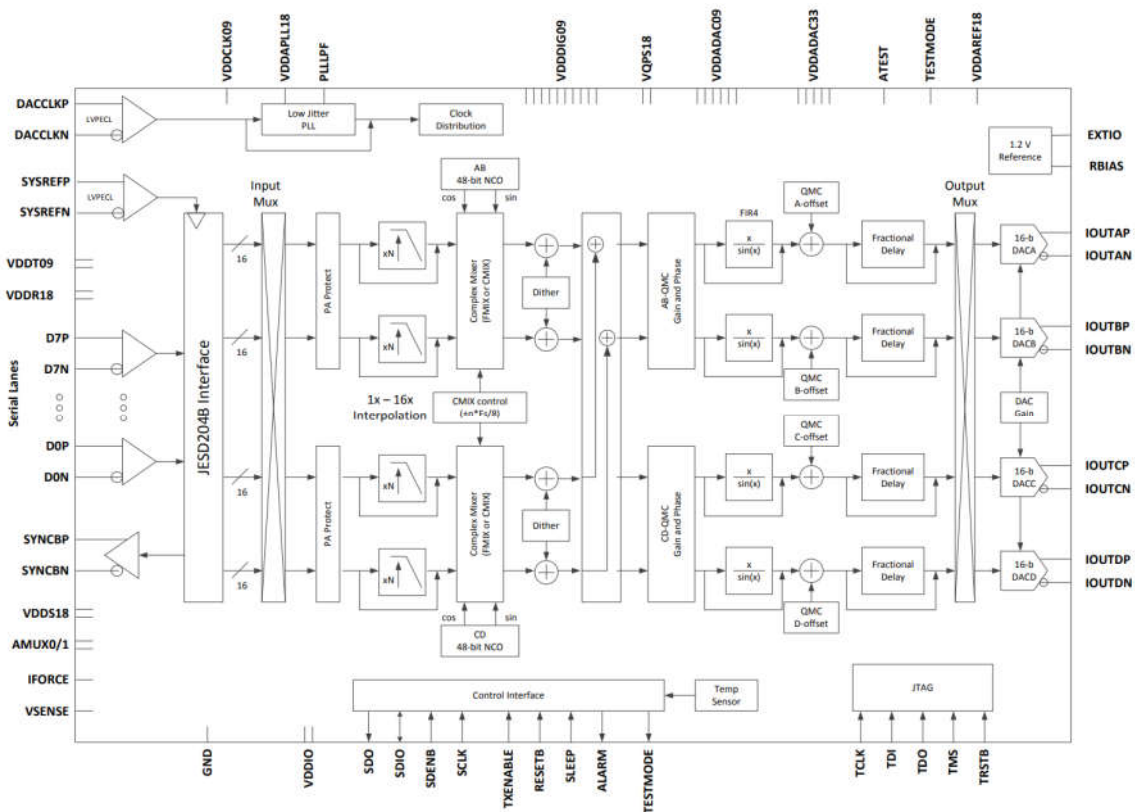 VDDCLK09
VDDAPLL18
PLLLPF
VDDDIG09
VQPS18
VDDADAC09
VDDADAC33
ATEST
TESTMODE
VDDAREF18
DACCLKP
LVPECL
DACCLKN
Low Jitter
PLL
Clock
Distribution
1.2 V
Reference
EXTIO
RBIAS
SYSREFP
LVPECL
SYSREFN
Input
Mux
AB
48-bit NCO
cos
sin
QMC
A-offset
Output
Mux
VDDT09
VDDR18
D7P
D7N
Serial Lanes
D0P
D0N
SYNCBP
SYNCBN
VDDS18
AMUX0/1
IFORCE
VSENSE
JESD204B Interface
16
16
16
16
PA Protect
PA Protect
xN
xN
xN
xN
1x – 16x
Interpolation
Complex Mixer
(FMIX or CMIX)
CMIX control
(±n*Fs/8)
Complex Mixer
(FMIX or CMIX)
Dither
Dither
AB-QMC
Gain and Phase
CD-QMC
Gain and Phase
FIR4
x
sin(x)
x
sin(x)
x
sin(x)
x
sin(x)
QMC
B-offset
QMC
C-offset
QMC
D-offset
Fractional
Delay
Fractional
Delay
Fractional
Delay
Fractional
Delay
16-b
DACA
16-b
DACB
DAC
Gain
16-b
DACC
16-b
DACD
IOUTAP
IOUTAN
IOUTBP
IOUTBN
IOUTCP
IOUTCN
IOUTDP
IOUTDN
cos
sin
CD
48-bit NCO
Control Interface
Temp
Sensor
JTAG
GND
VDDIO
SDO
SDIO
SDENB
SCLK
TXENABLE
RESETB
SLEEP
ALARM
TESTMODE
TCLK
TDI
TDO
TMS
TRSTB